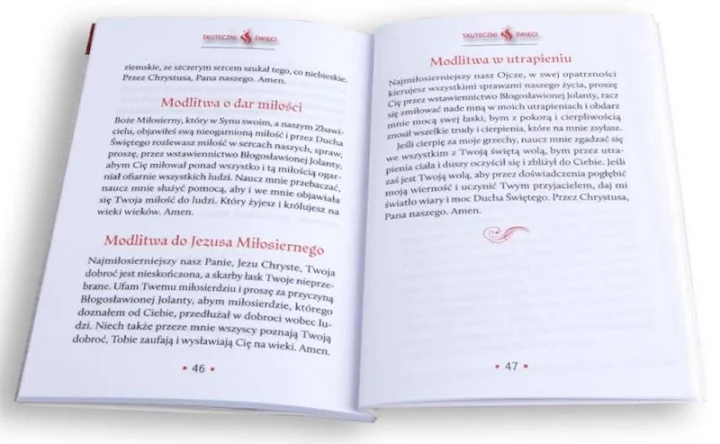 SKUTECZNI ŚWIĘCI
ziemskie, ze szczerym sercem szukał tego, co niebieskie.
Przez Chrystusa, Pana naszego. Amen.
Modlitwa o dar miłości
Boże Miłosierny, który w Synu swoim, a naszym Zbawi-
cielu, objawiłeś swą nieogarnioną miłość i przez Ducha
Świętego rozlewasz miłość w sercach naszych, spraw,
proszę, przez wstawiennictwo Błogosławionej Jolanty,
abym Cię miłował ponad wszystko i tą miłością ogar-
niał ofiarnie wszystkich ludzi. Naucz mnie przebaczać,
naucz mnie służyć pomocą, aby i we mnie objawiała
się Twoja miłość do ludzi. Który żyjesz i królujesz na
wieki wieków. Amen.
Modlitwa do Jezusa Miłosiernego
Najmiłosierniejszy nasz Panie, Jezu Chryste, Twoja
dobroć jest nieskończona, a skarby łask Twoje nieprze-
brane. Ufam Twemu miłosierdziu i proszę za przyczyną
Błogosławionej Jolanty, abym miłosierdzie, którego
doznałem od Ciebie, przedłużał w dobroci wobec lu-
dzi. Niech także przeze mnie wszyscy poznają Twoją
dobroć, Tobie zaufają i wysławiają Cię na wieki. Amen.
• 46 •
SKUTECZNI ŚWIĘCI
Modlitwa w utrapieniu
Najmiłosierniejszy nasz Ojcze, w swej opatrzności
kierujesz wszystkimi sprawami naszego życia, proszę
Cię przez wstawiennictwo Błogosławionej Jolanty, racz
się zmiłować nade mną w moich utrapieniach i obdarz
mnie mocą swej łaski, bym z pokorą i cierpliwością
znosił wszelkie trudy i cierpienia, które na mnie zsyłasz.
Jeśli cierpię za moje grzechy, naucz mnie zgadzać się
we wszystkim z Twoją świętą wolą, bym przez utra-
pienia ciała i duszy oczyścił się i zbliżył do Ciebie. Jeśli
zaś jest Twoją wolą, aby przez doświadczenia pogłębić
moją wierność i uczynić Twym przyjacielem, daj mi
światło wiary i moc Ducha Świętego. Przez Chrystusa,
Pana naszego. Amen.
• 47 •